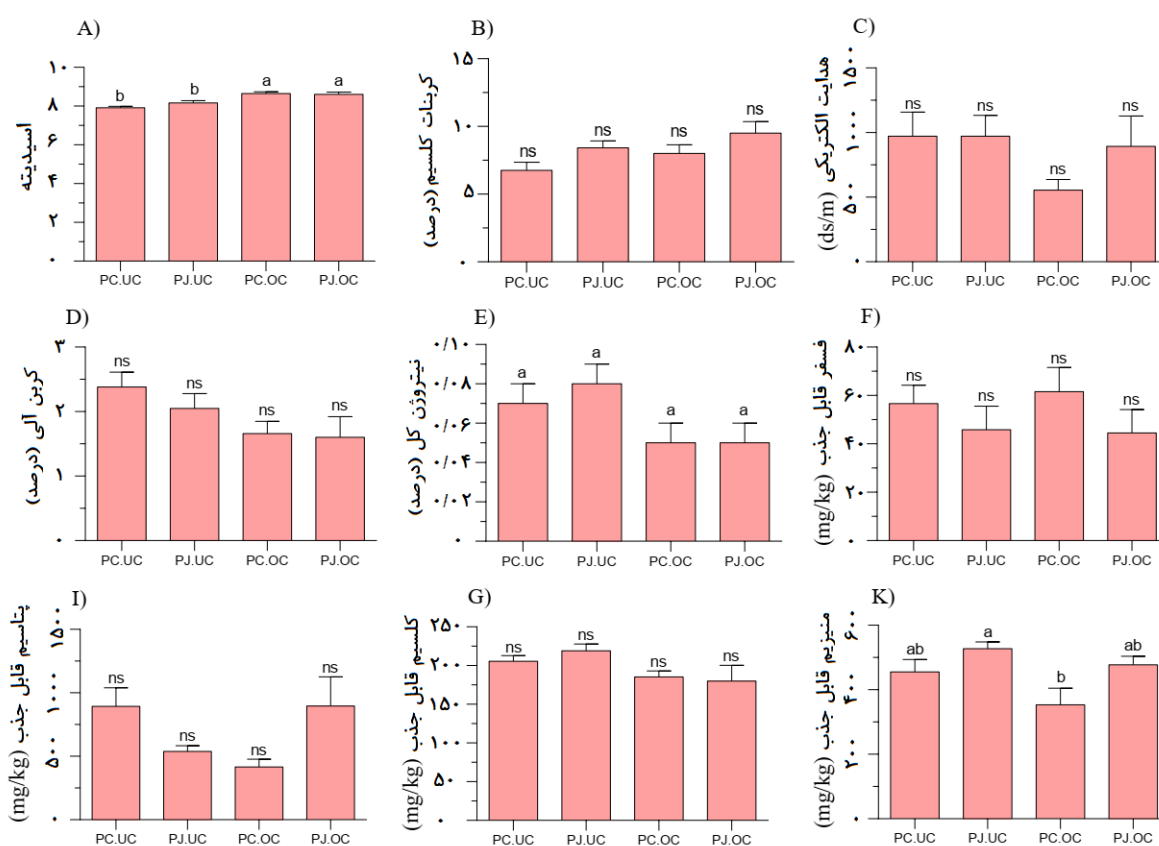 A)
اسیدیته
۱۰
۸
۶
۴
۲
۰
b
b
a
a
PC.UC
PJ.UC
PC.OC
PJ.OC
B)
کربنات کلسیم (درصد)
۱۵
۱۰
۵
۰
ns
ns
ns
ns
PC.UC
PJ.UC
PC.OC
PJ.OC
C)
هدایت الکتریکی (ds/m)
۱۵۰۰
۱۰۰۰
۵۰۰
۰
ns
ns
ns
ns
PC.UC
PJ.UC
PC.OC
PJ.OC
D)
کربن آلی (درصد)
۳
۲
۱
۰
ns
ns
ns
ns
PC.UC
PJ.UC
PC.OC
PJ.OC
E)
نیتروژن کل (درصد)
۰/۱۰
۰/۰۸
۰/۰۶
۰/۰۴
۰/۰۲
۰
a
a
a
a
PC.UC
PJ.UC
PC.OC
PJ.OC
F)
فسفر قابل جذب (mg/kg)
۸۰
۶۰
۴۰
۲۰
۰
ns
ns
ns
ns
PC.UC
PJ.UC
PC.OC
PJ.OC
I)
پتاسیم قابل جذب (mg/kg)
۱۵۰۰
۱۰۰۰
۵۰۰
۰
ns
ns
ns
ns
PC.UC
PJ.UC
PC.OC
PJ.OC
G)
کلسیم قابل جذب (mg/kg)
۲۵۰
۲۰۰
۱۵۰
۱۰۰
۵۰
۰
ns
ns
ns
ns
PC.UC
PJ.UC
PC.OC
PJ.OC
K)
منیزیم قابل جذب (mg/kg)
۶۰۰
۴۰۰
۲۰۰
۰
ab
a
b
ab
PC.UC
PJ.UC
PC.OC
PJ.OC